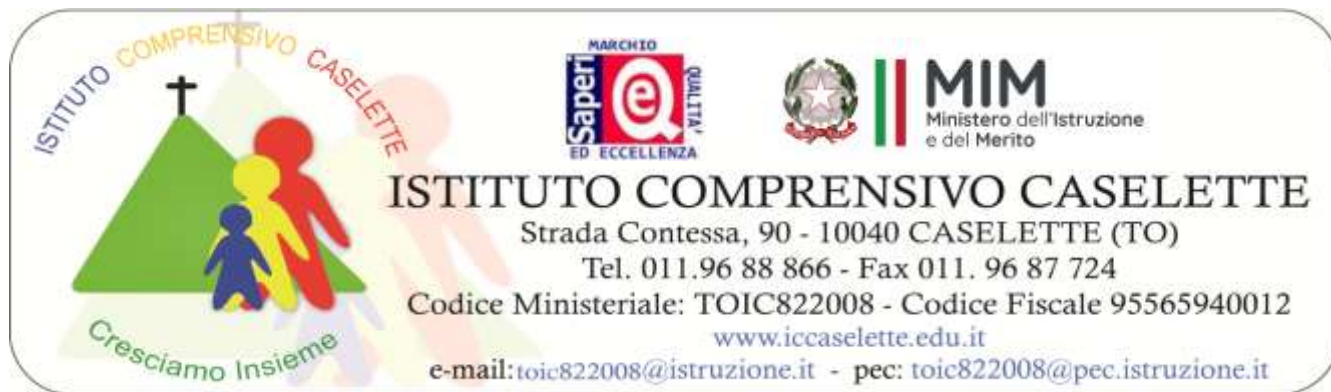 ISTITUTO COMPRENSIVO CASELETTE
Cresciamo Insieme
MARCHIO
Saperi
e
QUALITA'
ED ECCELLENZA
MIM
Ministero dell'Istruzione
e del Merito
ISTITUTO COMPRENSIVO CASELETTE
Strada Contessa, 90 - 10040 CASELETTE (TO)
Tel. 011.96 88 866 - Fax 011. 96 87 724
Codice Ministeriale: TOIC822008 - Codice Fiscale 95565940012
www.iccaselette.edu.it
e-mail:toic822008@istruzione.it - pec: toic822008@pec.istruzione.it